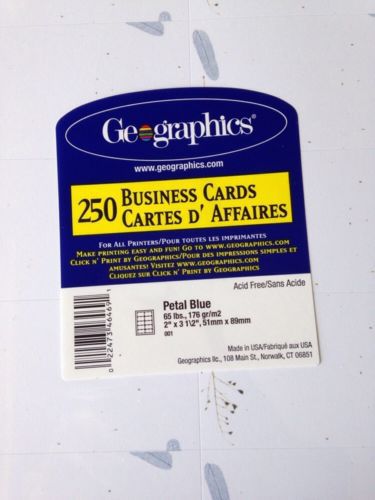 Geographics®
www.geographics.com
250 BUSINESS CARDS
CARTES D' AFFAIRES
FOR ALL PRINTERS/POUR TOUTES LES IMPRIMANTES
MAKE PRINTING EASY AND FUN! GO TO WWW.GEOGRAPHICS.COM
CLICK N' PRINT BY GEOGRAPHICS/POUR DES IMPRESSIONS SIMPLES ET
AMUSANTES! VISITEZ WWW.GEOGRAPHICS.COM
CLIQUEZ SUR CLICK N' PRINT BY GEOGRAPHICS
Acid Free/Sans Acide
Petal Blue
65 lbs., 176 gr/m2
2" x 3 1\2", 51mm x 89mm
001
0 22473 46469 1
Made in USA/Fabriqué aux USA
Geographics llc., 108 Main St., Norwalk, CT 06851